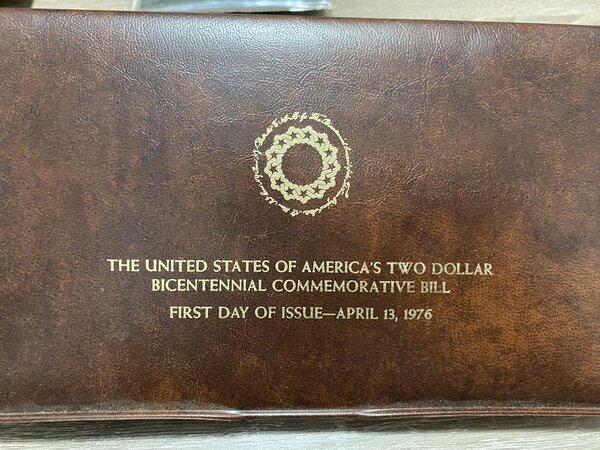 THE UNITED STATES OF AMERICA'S TWO DOLLAR
BICENTENNIAL COMMEMORATIVE BILL
FIRST DAY OF ISSUE—APRIL 13, 1976